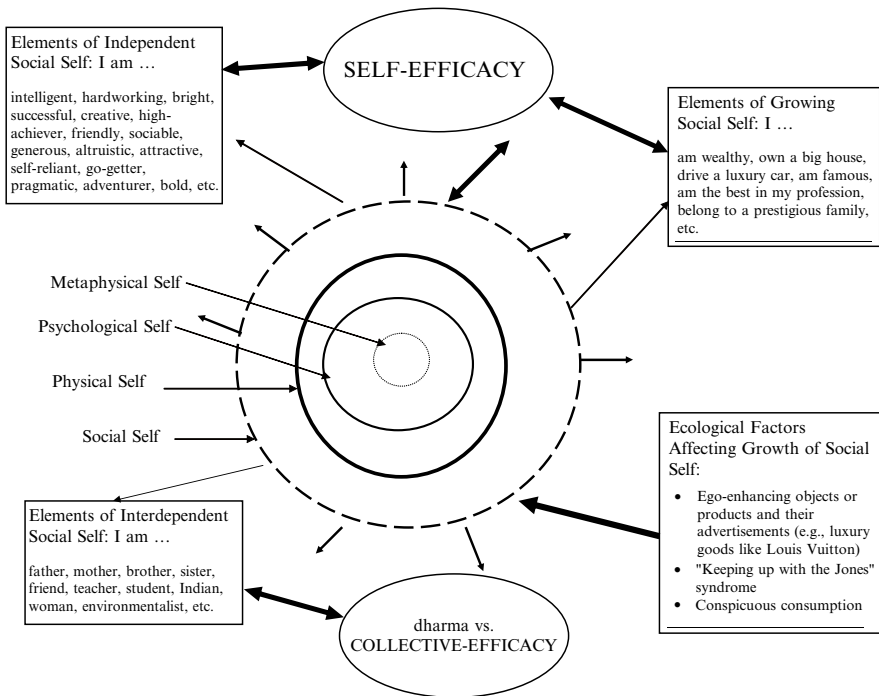 Elements of Independent
Social Self: I am …
intelligent, hardworking, bright,
successful, creative, high-
achiever, friendly, sociable,
generous, altruistic, attractive,
self-reliant, go-getter,
pragmatic, adventurer, bold, etc.
SELF-EFFICACY
Elements of Growing
Social Self: I …
am wealthy, own a big house,
drive a luxury car, am famous,
am the best in my profession,
belong to a prestigious family,
etc.
Metaphysical Self
Psychological Self
Physical Self
Social Self
Ecological Factors
Affecting Growth of Social
Self:
• Ego-enhancing objects or
products and their
advertisements (e.g., luxury
goods like Louis Vuitton)
• "Keeping up with the Jones"
syndrome
• Conspicuous consumption
Elements of Interdependent
Social Self: I am …
father, mother, brother, sister,
friend, teacher, student, Indian,
woman, environmentalist, etc.
dharma vs.
COLLECTIVE-EFFICACY